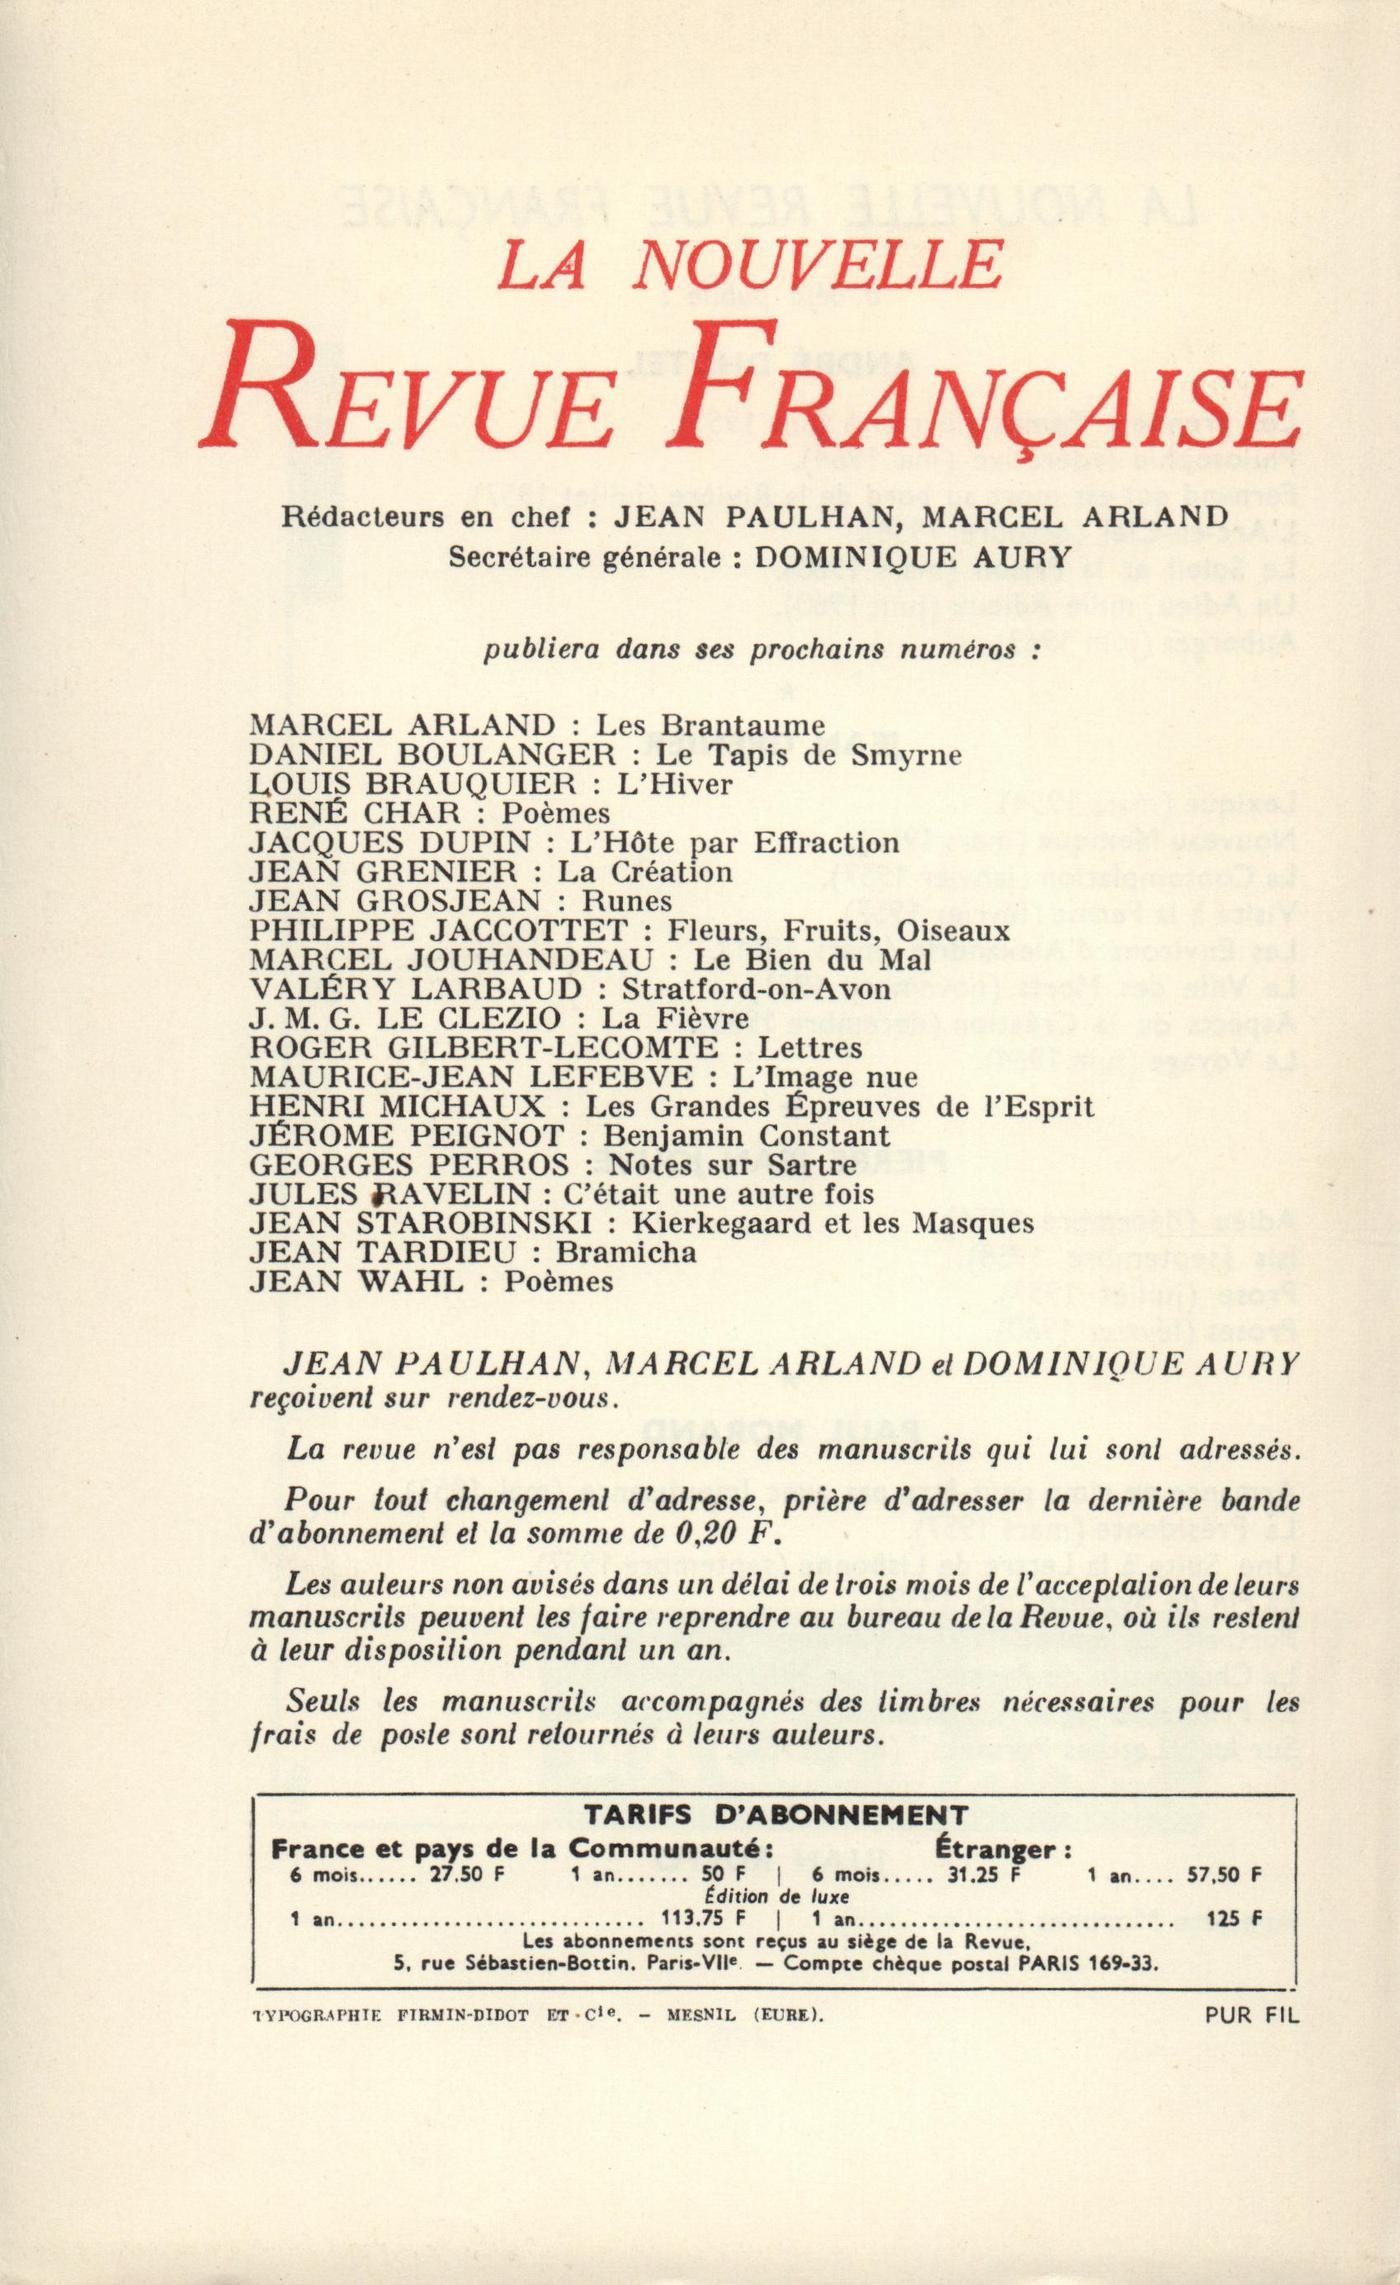 LA NOUVELLE
REVUE FRANÇAISE
Rédacteurs en chef : JEAN PAULHAN, MARCEL ARLAND
Secrétaire générale : DOMINIQUE AURY
publiera dans ses prochains numéros :
MARCEL ARLAND : Les Brantaume
DANIEL BOULANGER : Le Tapis de Smyrne
LOUIS BRAUQUIER : L'Hiver
RENÉ CHAR : Poèmes
JACQUES DUPIN : L'Hôte par Effraction
JEAN GRENIER : La Création
JEAN GROSJEAN : Runes
PHILIPPE JACCOTTET : Fleurs, Fruits, Oiseaux
MARCEL JOUHANDEAU : Le Bien du Mal
VALÉRY LARBAUD : Stratford-on-Avon
J. M. G. LE CLEZIO : La Fièvre
ROGER GILBERT-LECOMTE : Lettres
MAURICE-JEAN LEFEBVE : L'Image nue
HENRI MICHAUX : Les Grandes Épreuves de l'Esprit
JÉROME PEIGNOT : Benjamin Constant
GEORGES PERROS : Notes sur Sartre
JULES RAVELIN : C'était une autre fois
JEAN STAROBINSKI : Kierkegaard et les Masques
JEAN TARDIEU : Bramicha
JEAN WAHL : Poèmes
JEAN PAULHAN, MARCEL ARLAND et DOMINIQUE AURY
reçoivent sur rendez-vous.
La revue n'est pas responsable des manuscrits qui lui sont adressés.
Pour tout changement d'adresse, prière d'adresser la dernière bande
d'abonnement et la somme de 0,20 F.
Les auteurs non avisés dans un délai de trois mois de l'acceptation de leurs
manuscrits peuvent les faire reprendre au bureau de la Revue, où ils restent
à leur disposition pendant un an.
Seuls les manuscrits accompagnés des timbres nécessaires pour les
frais de poste sont retournés à leurs auteurs.
TARIFS D'ABONNEMENT
France et pays de la Communauté : Étranger :
6 mois...... 27.50 F 1 an....... 50 F | 6 mois..... 31.25 F 1 an.... 57,50 F
Édition de luxe
1 an............................. 113.75 F | 1 an.............................. 125 F
Les abonnements sont reçus au siège de la Revue,
5, rue Sébastien-Bottin, Paris-VIIe. — Compte chèque postal PARIS 169-33.
TYPOGRAPHIE FIRMIN-DIDOT ET Cie. – MESNIL (EURE). PUR FIL